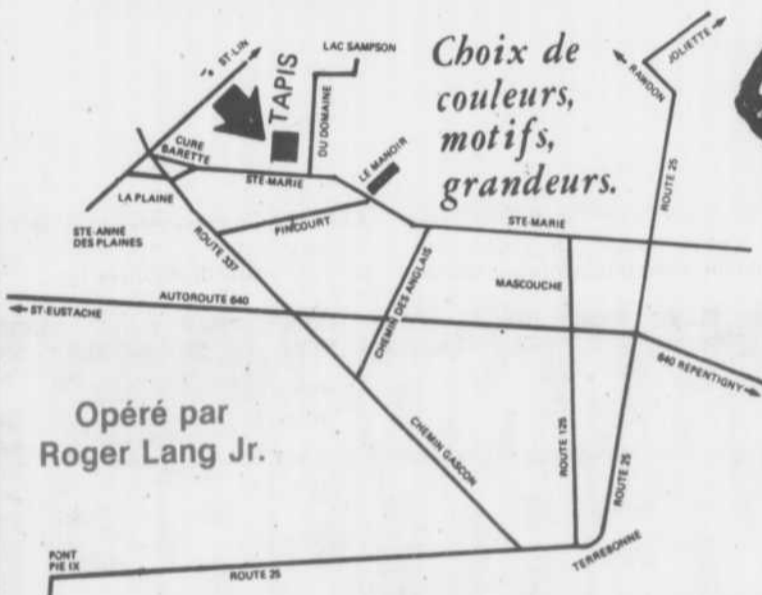 ST-LIN
TAPIS
LAC SAMPSON
DU DOMAINE
Choix de
couleurs,
motifs,
grandeurs.
RAWDON
JOLIETTE
CURE
BARETTE
LE MANOIR
STE-MARIE
LA PLAINE
STE-ANNE
DES PLAINES
ROUTE 337
PINCOURT
STE-MARIE
ROUTE 25
AUTOROUTE 640
ST-EUSTACHE
CHEMIN DES ANGLAIS
MASCOUCHE
640 REPENTIGNY
Opéré par
Roger Lang Jr.
CHEMIN GASCON
ROUTE 125
ROUTE 25
PONT
PIE IX
ROUTE 25
TERREBONNE